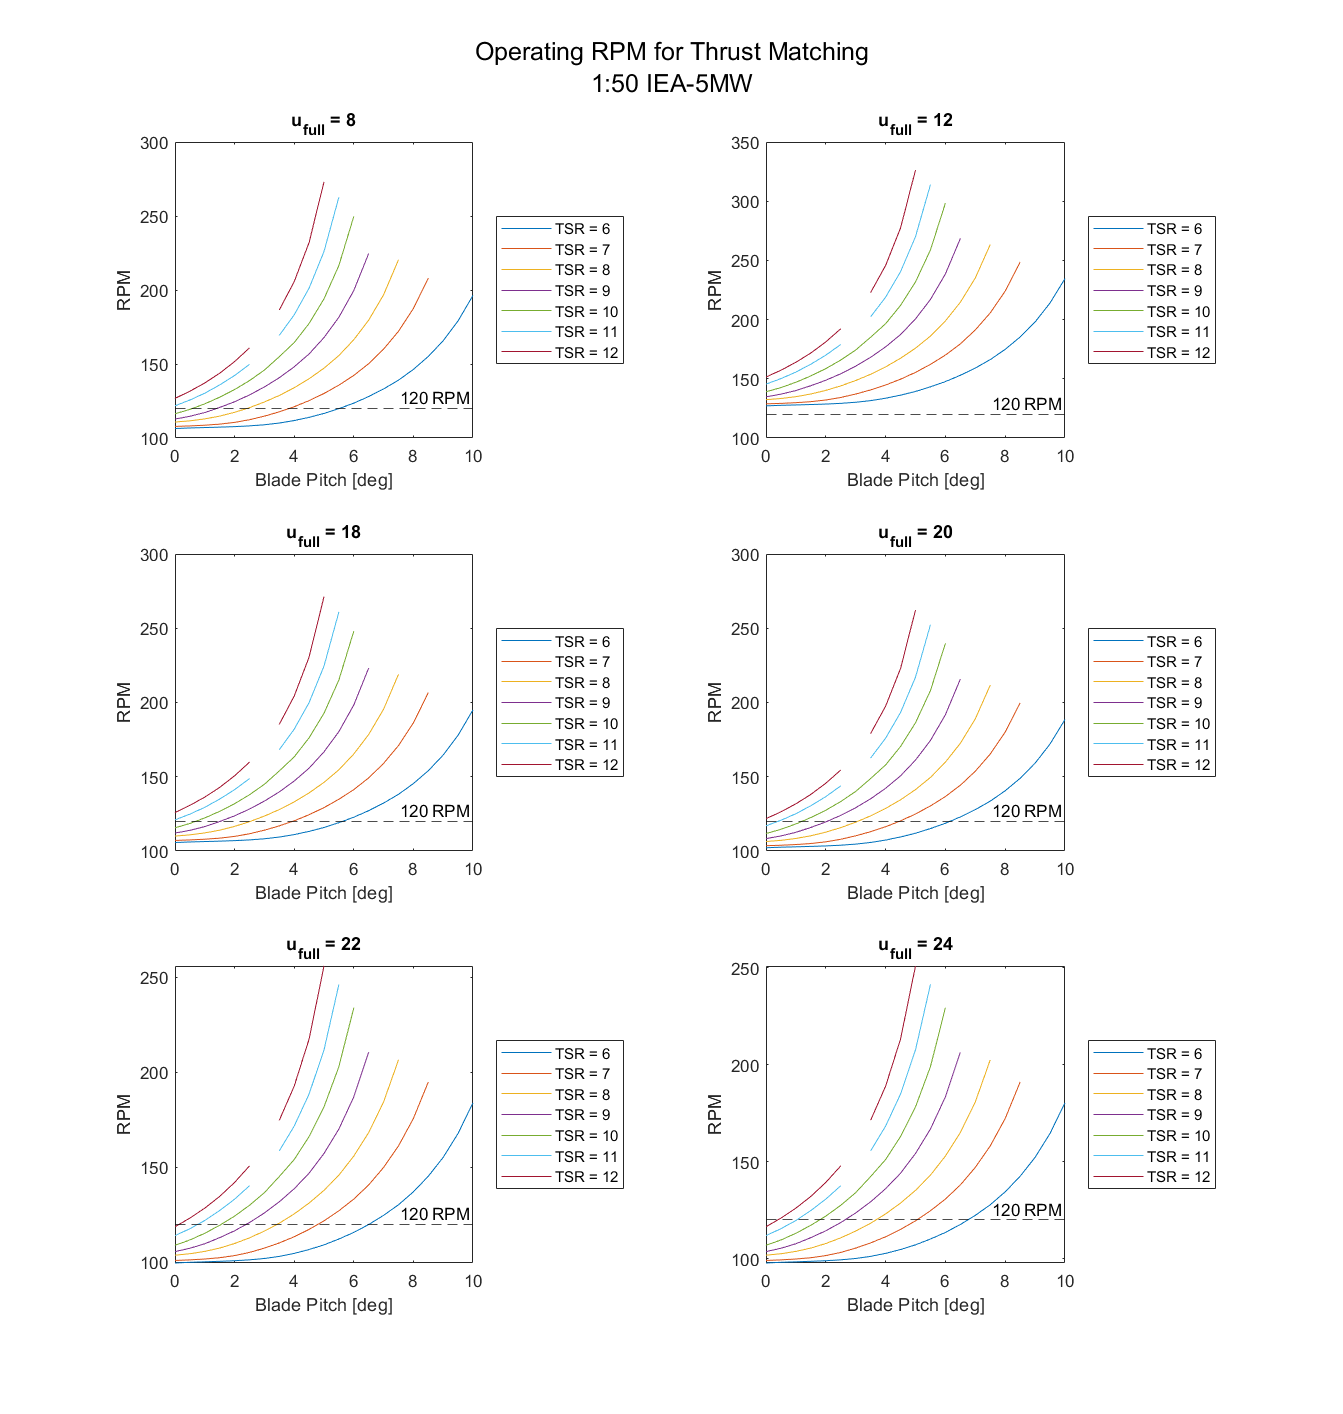 Operating RPM for Thrust Matching
1:50 IEA-5MW
u_full = 8
300
250
200
150
100
RPM
120 RPM
0 2 4 6 8 10
Blade Pitch [deg]
TSR = 6
TSR = 7
TSR = 8
TSR = 9
TSR = 10
TSR = 11
TSR = 12
u_full = 12
350
300
250
200
150
100
RPM
120 RPM
0 2 4 6 8 10
Blade Pitch [deg]
TSR = 6
TSR = 7
TSR = 8
TSR = 9
TSR = 10
TSR = 11
TSR = 12
u_full = 18
300
250
200
150
100
RPM
120 RPM
0 2 4 6 8 10
Blade Pitch [deg]
TSR = 6
TSR = 7
TSR = 8
TSR = 9
TSR = 10
TSR = 11
TSR = 12
u_full = 20
300
250
200
150
100
RPM
120 RPM
0 2 4 6 8 10
Blade Pitch [deg]
TSR = 6
TSR = 7
TSR = 8
TSR = 9
TSR = 10
TSR = 11
TSR = 12
u_full = 22
250
200
150
100
RPM
120 RPM
0 2 4 6 8 10
Blade Pitch [deg]
TSR = 6
TSR = 7
TSR = 8
TSR = 9
TSR = 10
TSR = 11
TSR = 12
u_full = 24
250
200
150
100
RPM
120 RPM
0 2 4 6 8 10
Blade Pitch [deg]
TSR = 6
TSR = 7
TSR = 8
TSR = 9
TSR = 10
TSR = 11
TSR = 12